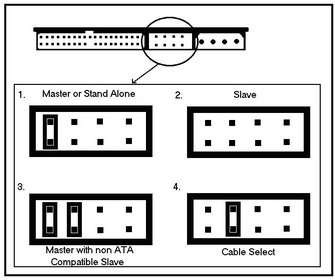 1.
Master or Stand Alone
2.
Slave
3.
Master with non ATA
Compatible Slave
4.
Cable Select